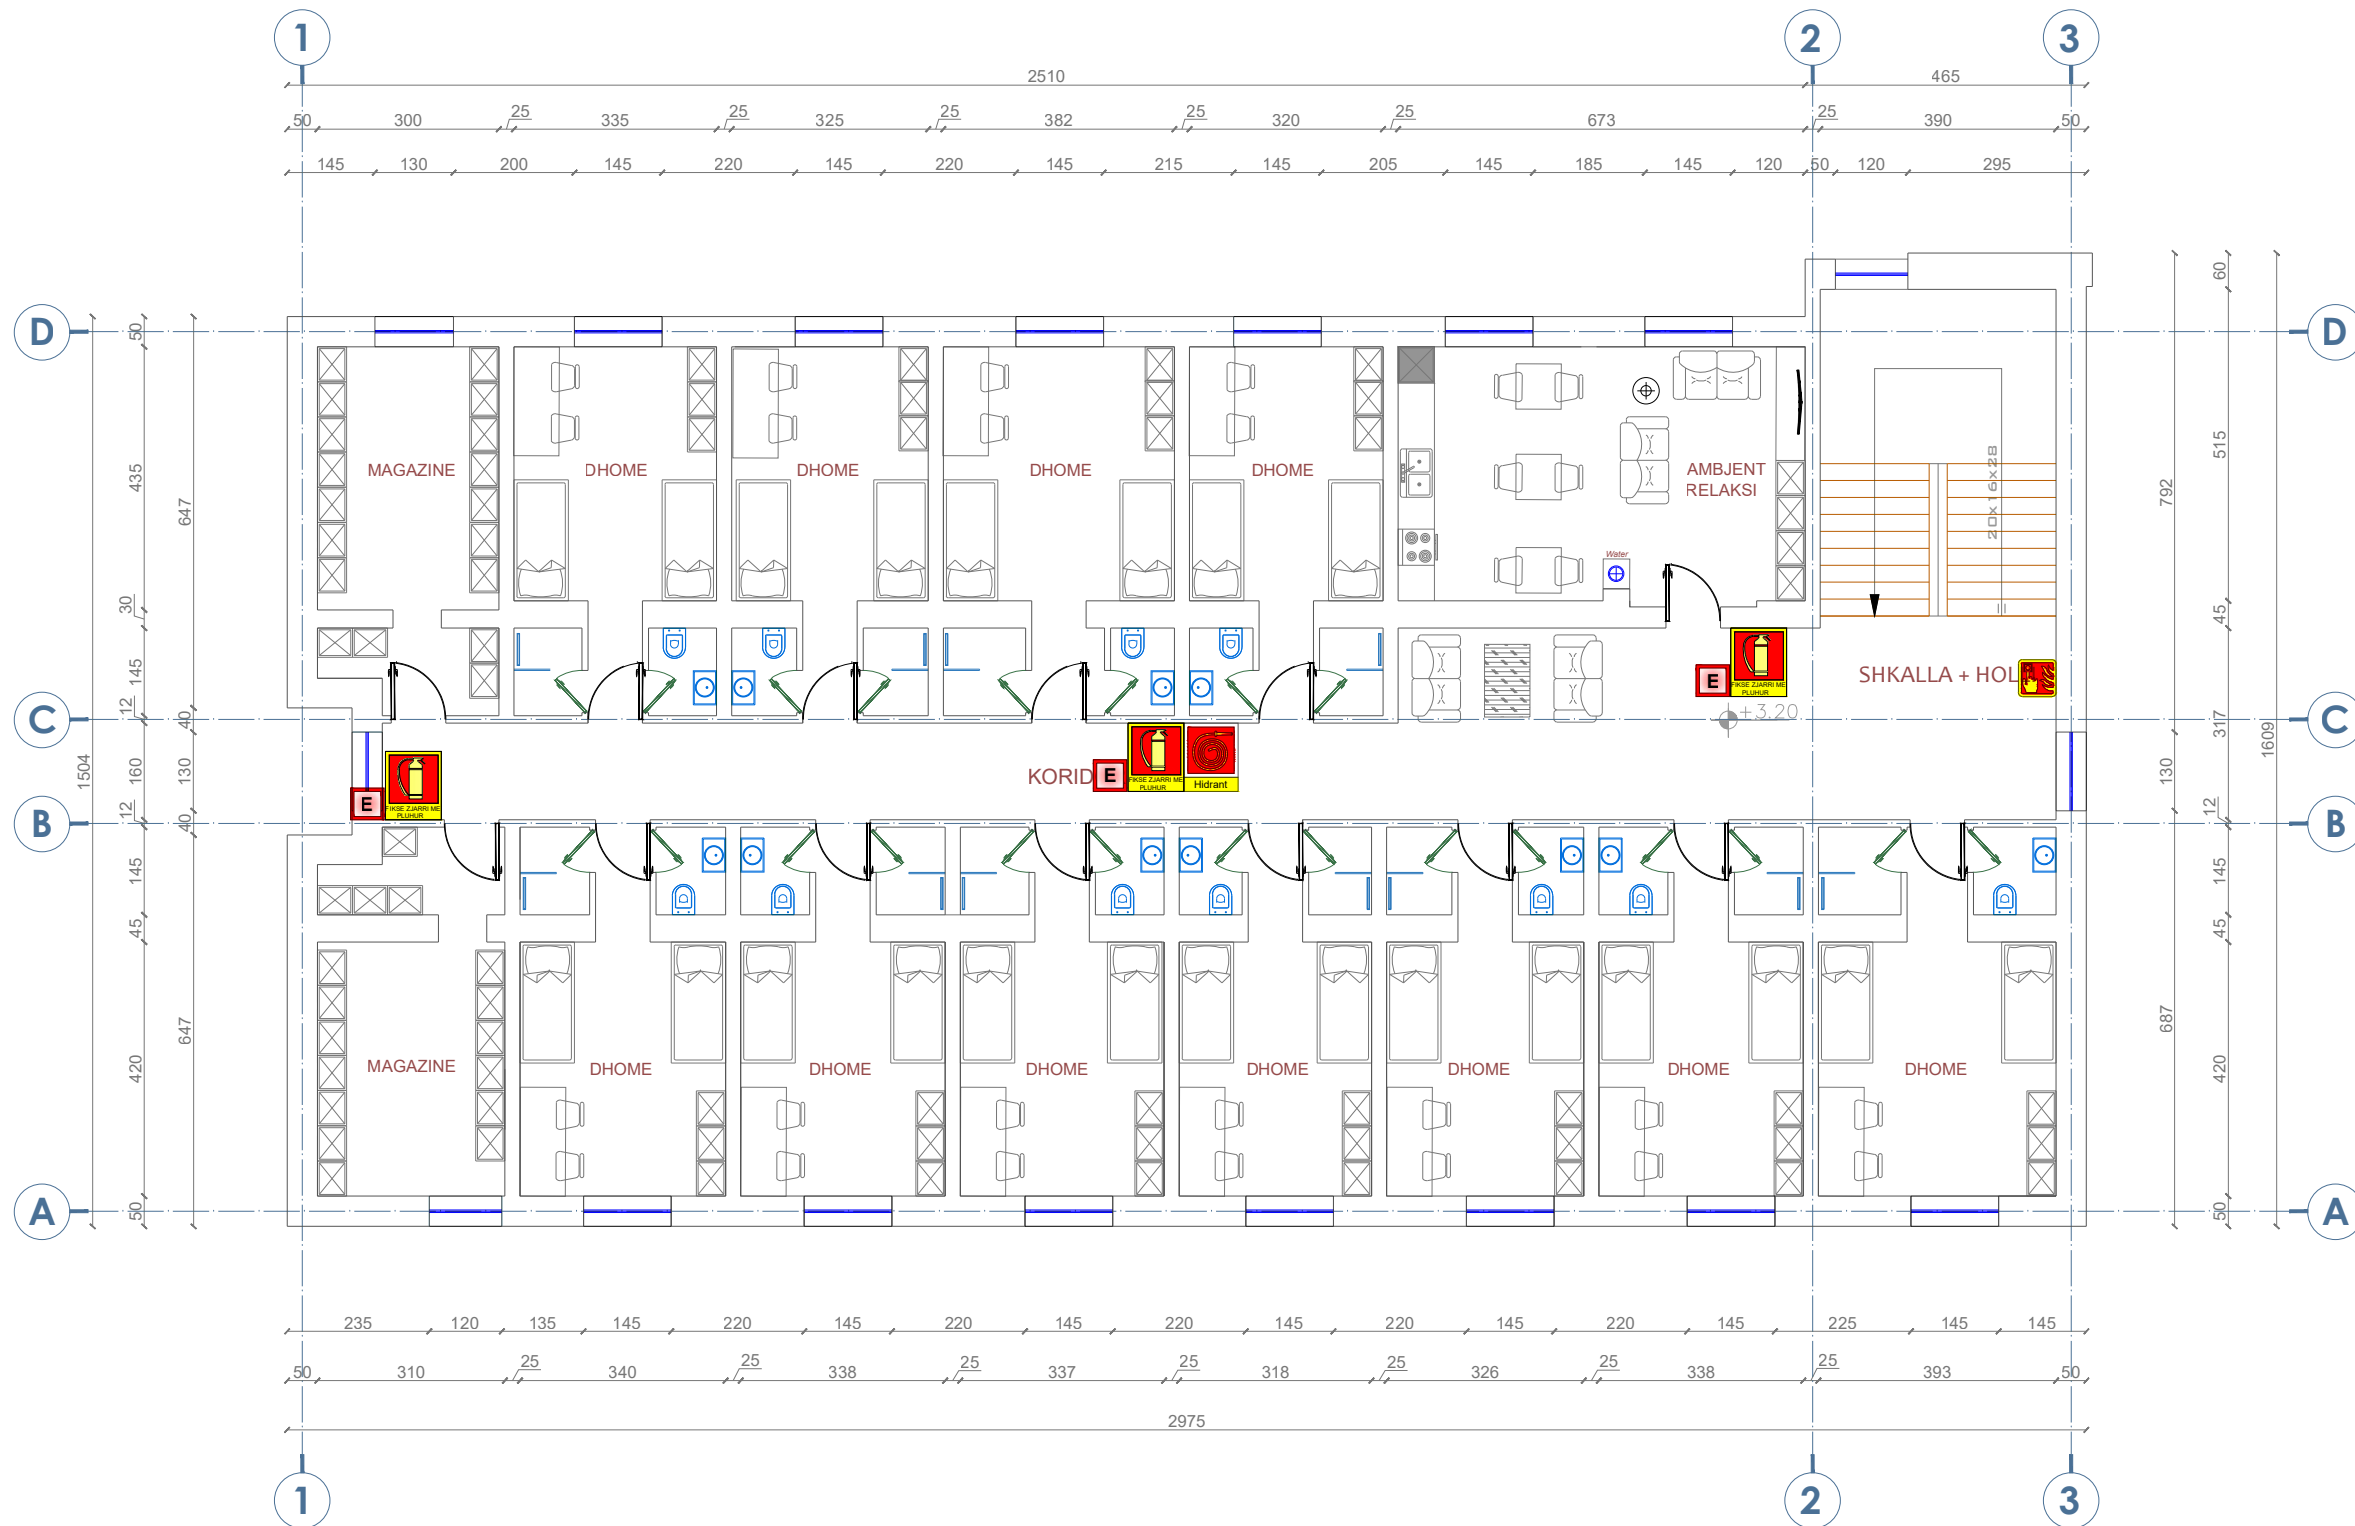 1 2 3
2510 465
50 300 25 335 25 325 25 382 25 320 25 673 25 390 50
145 130 200 145 220 145 220 145 215 145 205 145 185 145 120 50 120 295
D D
50 435 30 145 12 160 12 145 45 420 50
647 40 130 40 647
1504
60 515 45 317 12 145 45 420 50
792 130 687
1609
MAGAZINE DHOME DHOME DHOME DHOME AMBJENT
RELAKSI
20x16x28
Water
SHKALLA + HOL
E FIKSE ZJARRI ME
PLUHUR
+3.20
C C
KORID E FIKSE ZJARRI ME
PLUHUR
Hidrant
E FIKSE ZJARRI ME
PLUHUR
B B
MAGAZINE DHOME DHOME DHOME DHOME DHOME DHOME DHOME
A A
235 120 135 145 220 145 220 145 220 145 220 145 220 145 225 145 145
50 310 25 340 25 338 25 337 25 318 25 326 25 338 25 393 50
2975
1 2 3